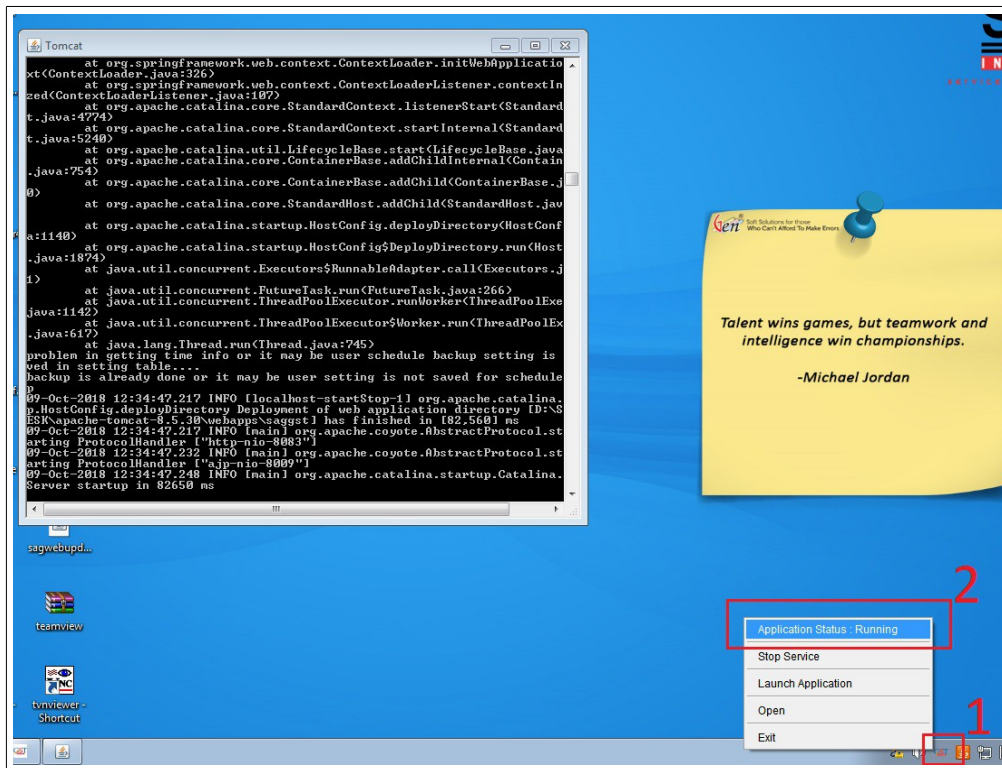 Tomcat
at org.springframework.web.context.ContextLoader.initWebApplicatio
xt(ContextLoader.java:326)
at org.springframework.web.context.ContextLoaderListener.contextIn
zed(ContextLoaderListener.java:107)
at org.apache.catalina.core.StandardContext.listenerStart(Standard
t.java:4774)
at org.apache.catalina.core.StandardContext.startInternal(Standard
t.java:5240)
at org.apache.catalina.util.LifecycleBase.start(LifecycleBase.java
at org.apache.catalina.core.ContainerBase.addChildInternal(Contain
.java:754)
at org.apache.catalina.core.ContainerBase.addChild(ContainerBase.j
0)
at org.apache.catalina.core.StandardHost.addChild(StandardHost.jav
at org.apache.catalina.startup.HostConfig.deployDirectory(HostConf
a:1140)
at org.apache.catalina.startup.HostConfig$DeployDirectory.run(Host
.java:1874)
at java.util.concurrent.Executors$RunnableAdapter.call(Executors.j
1)
at java.util.concurrent.FutureTask.run(FutureTask.java:266)
at java.util.concurrent.ThreadPoolExecutor.runWorker(ThreadPoolExe
java:1142)
at java.util.concurrent.ThreadPoolExecutor$Worker.run(ThreadPoolEx
.java:617)
at java.lang.Thread.run(Thread.java:745)
problem in getting time info or it may be user schedule backup setting is
ved in setting table....
backup is already done or it may be user setting is not saved for schedule
p
09-Oct-2018 12:34:47.217 INFO [localhost-startStop-1] org.apache.catalina.
p.HostConfig.deployDirectory Deployment of web application directory [D:\S
ESK\apache-tomcat-8.5.30\webapps\saggst] has finished in [82,560] ms
09-Oct-2018 12:34:47.217 INFO [main] org.apache.coyote.AbstractProtocol.st
arting ProtocolHandler ["http-nio-8083"]
09-Oct-2018 12:34:47.232 INFO [main] org.apache.coyote.AbstractProtocol.st
arting ProtocolHandler ["ajp-nio-8009"]
09-Oct-2018 12:34:47.248 INFO [main] org.apache.catalina.startup.Catalina.
Server startup in 82650 ms
Gen Soft Solutions for those
Who Can't Afford To Make Errors
Talent wins games, but teamwork and
intelligence win championships.
-Michael Jordan
sagwebupd...
teamview
tvnviewer -
Shortcut
2
Application Status : Running
Stop Service
Launch Application
Open
Exit
1